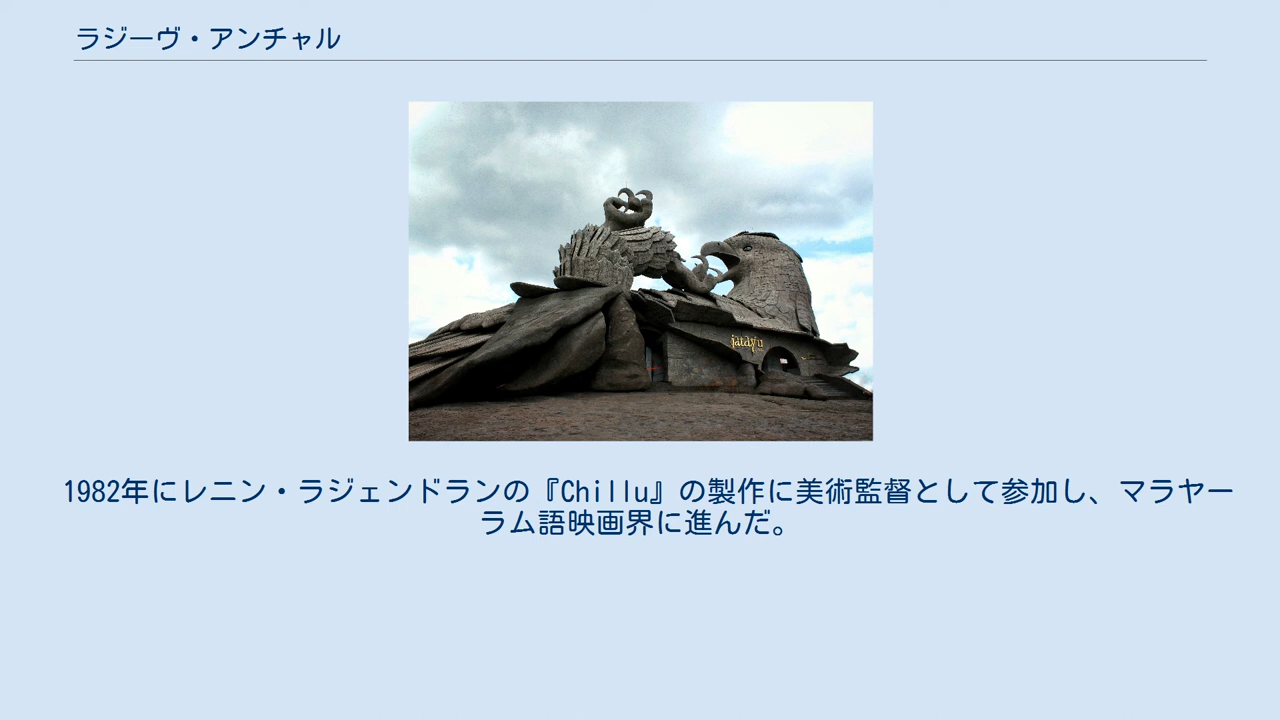 ラジーヴ・アンチャル
jatayu
1982年にレニン・ラジェンドランの『Chillu』の製作に美術監督として参加し、マラヤー
ラム語映画界に進んだ。